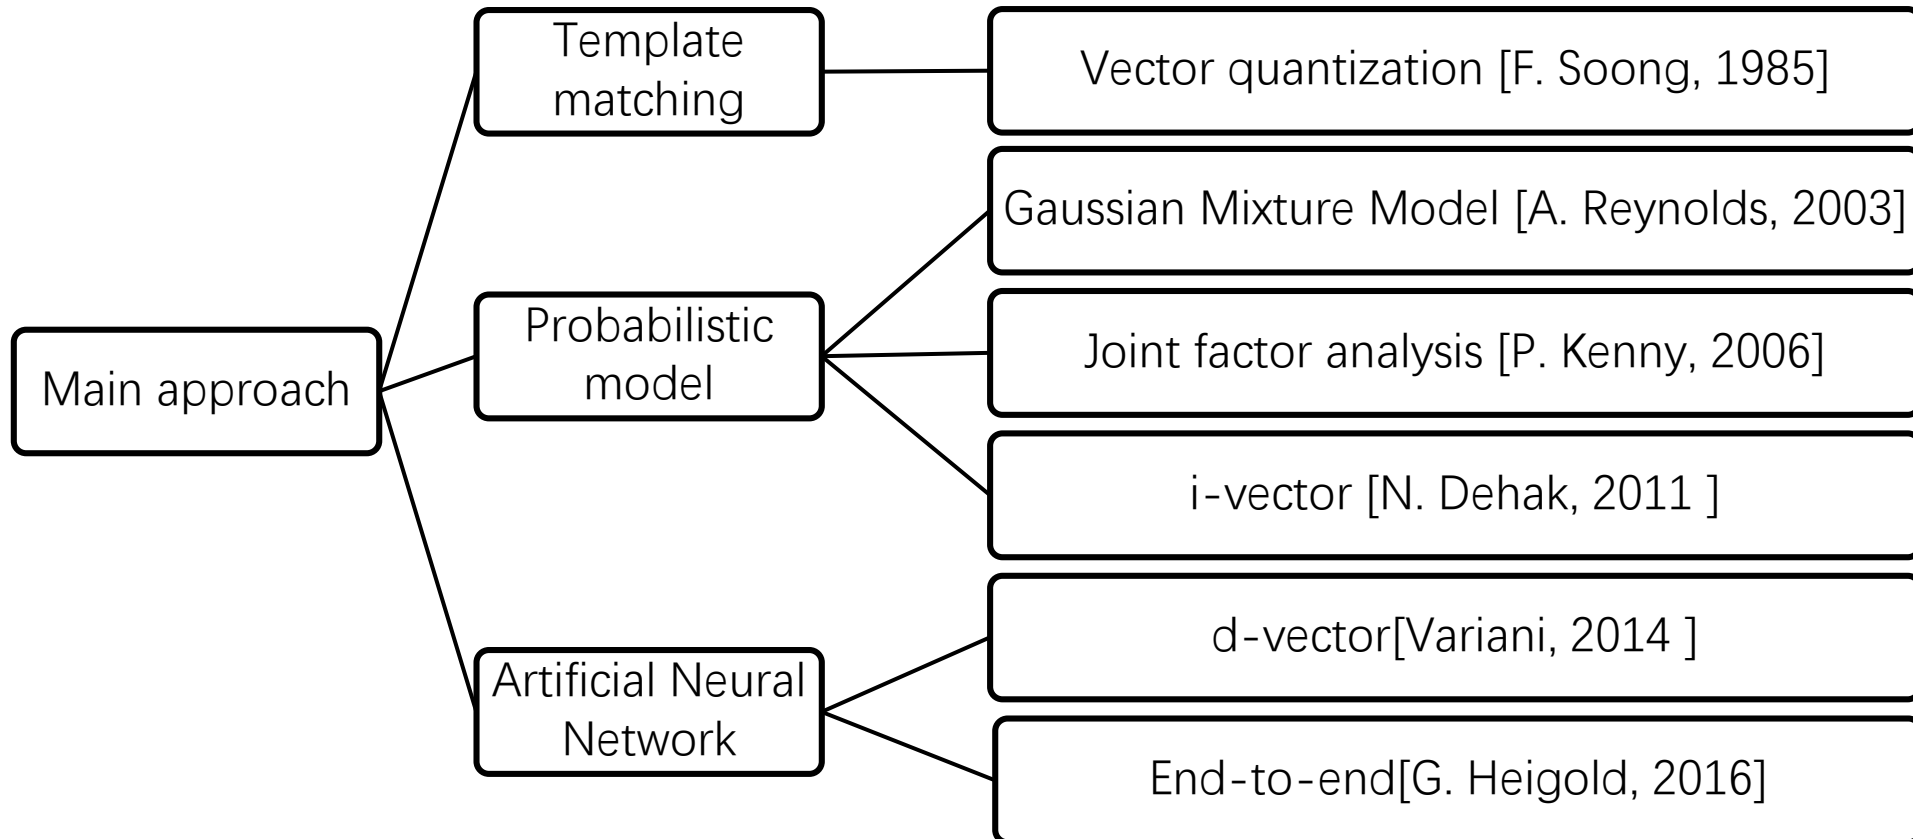 Template
matching
Vector quantization [F. Soong, 1985]
Gaussian Mixture Model [A. Reynolds, 2003]
Main approach
Probabilistic
model
Joint factor analysis [P. Kenny, 2006]
i-vector [N. Dehak, 2011 ]
Artificial Neural
Network
d-vector[Variani, 2014 ]
End-to-end[G. Heigold, 2016]